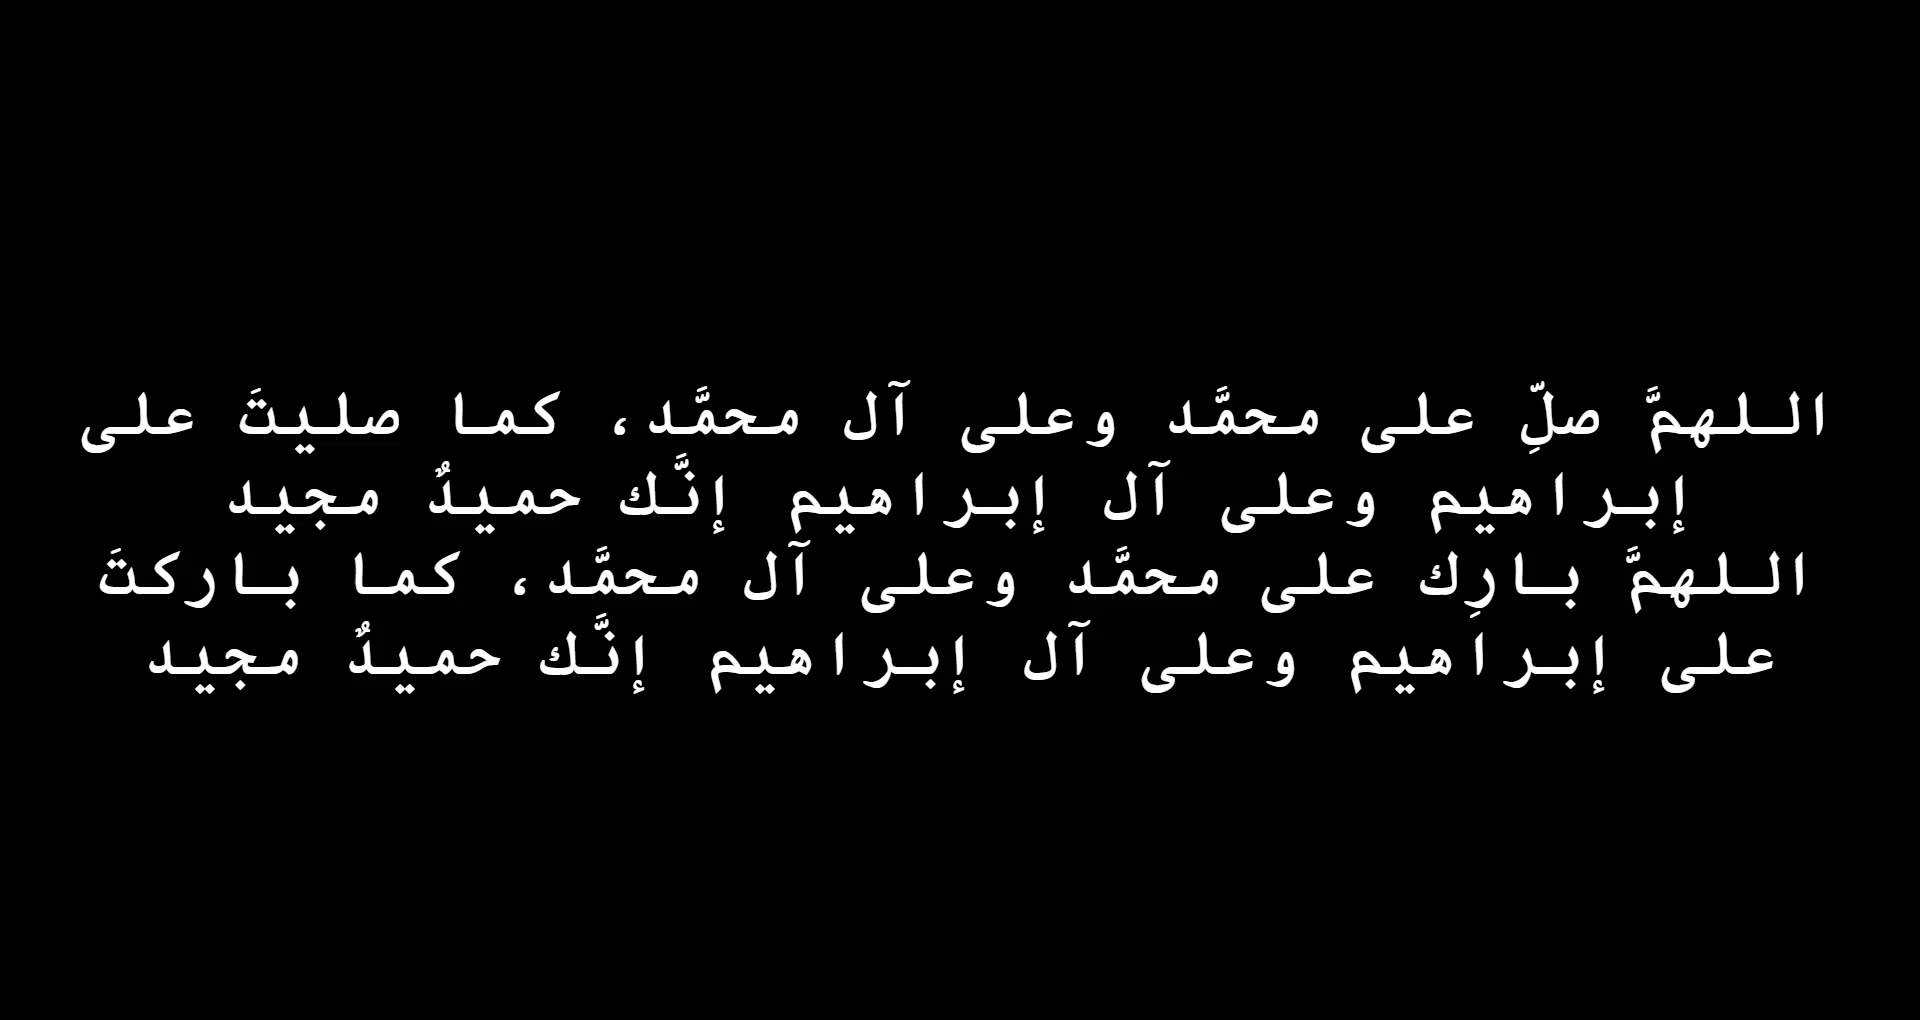 اللهمَّ صلِّ على محمَّد وعلى آل محمَّد، كما صليتَ على
إبراهيم وعلى آل إبراهيم إنَّك حميدٌ مجيد
اللهمَّ بارِك على محمَّد وعلى آل محمَّد، كما باركتَ
على إبراهيم وعلى آل إبراهيم إنَّك حميدٌ مجيد